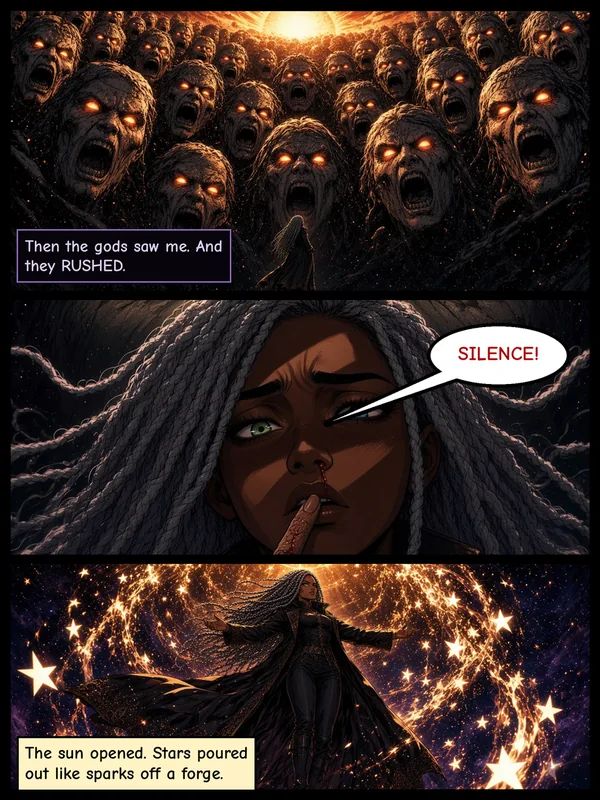 Then the gods saw me. And
they RUSHED.
SILENCE!
The sun opened. Stars poured
out like sparks off a forge.